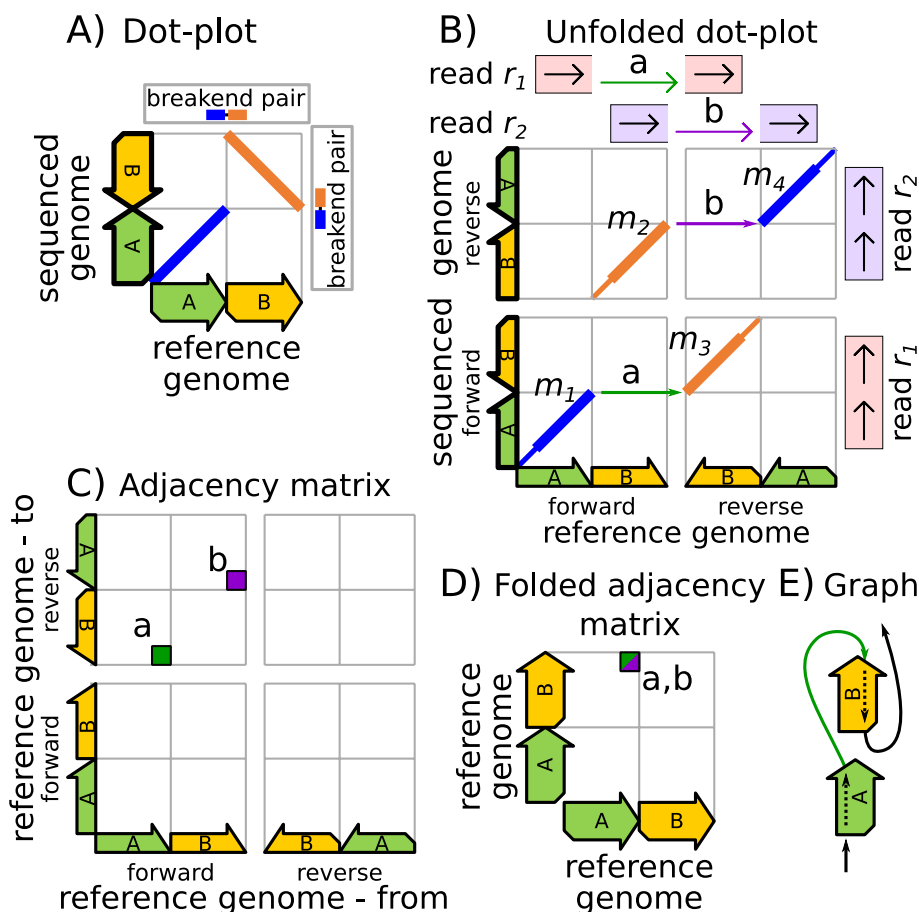 A) Dot-plot
breakend pair
breakend pair
sequenced
genome
B
A
A
B
reference
genome
B) Unfolded dot-plot
read r1
a
read r2
b
sequenced genome
reverse
forward
A
B
B
A
m2
b
m4
m1
a
m3
read r2
read r1
A
B
B
A
forward
reverse
reference genome
C) Adjacency matrix
reference genome - to
reverse
forward
A
B
B
A
b
a
A
B
B
A
forward
reverse
reference genome - from
D) Folded adjacency
matrix
reference
genome
B
A
a,b
A
B
reference
genome
E) Graph
B
A